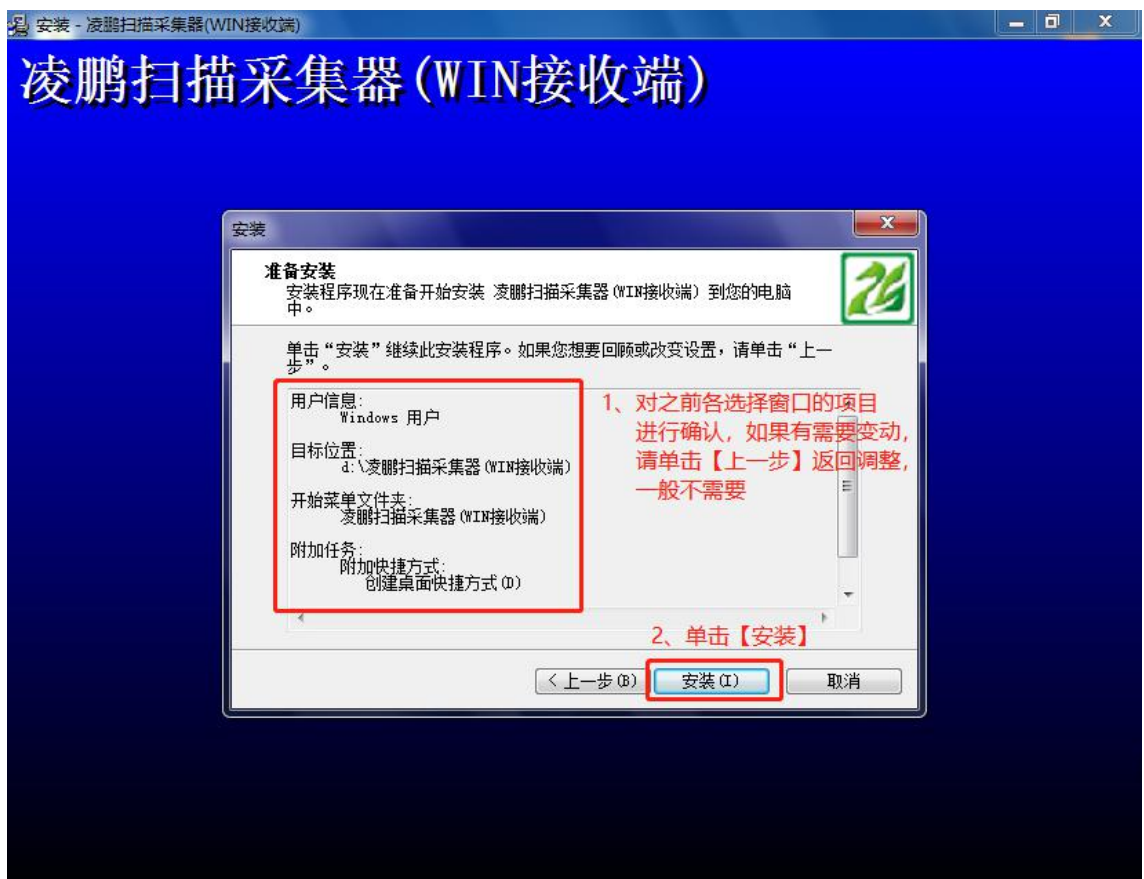 安装 - 凌鹏扫描采集器(WIN接收端)
凌鹏扫描采集器(WIN接收端)
安装
准备安装
安装程序现在准备开始安装 凌鹏扫描采集器(WIN接收端) 到您的电脑
中。
单击“安装”继续此安装程序。如果您想要回顾或改变设置，请单击“上一
步”。
用户信息:
Windows 用户
目标位置:
d:\凌鹏扫描采集器(WIN接收端)
开始菜单文件夹:
凌鹏扫描采集器(WIN接收端)
附加任务:
附加快捷方式:
创建桌面快捷方式(D)
1、对之前各选择窗口的项目
进行确认，如果有需要变动，
请单击【上一步】返回调整，
一般不需要
2、单击【安装】
< 上一步(B)
安装(I)
取消